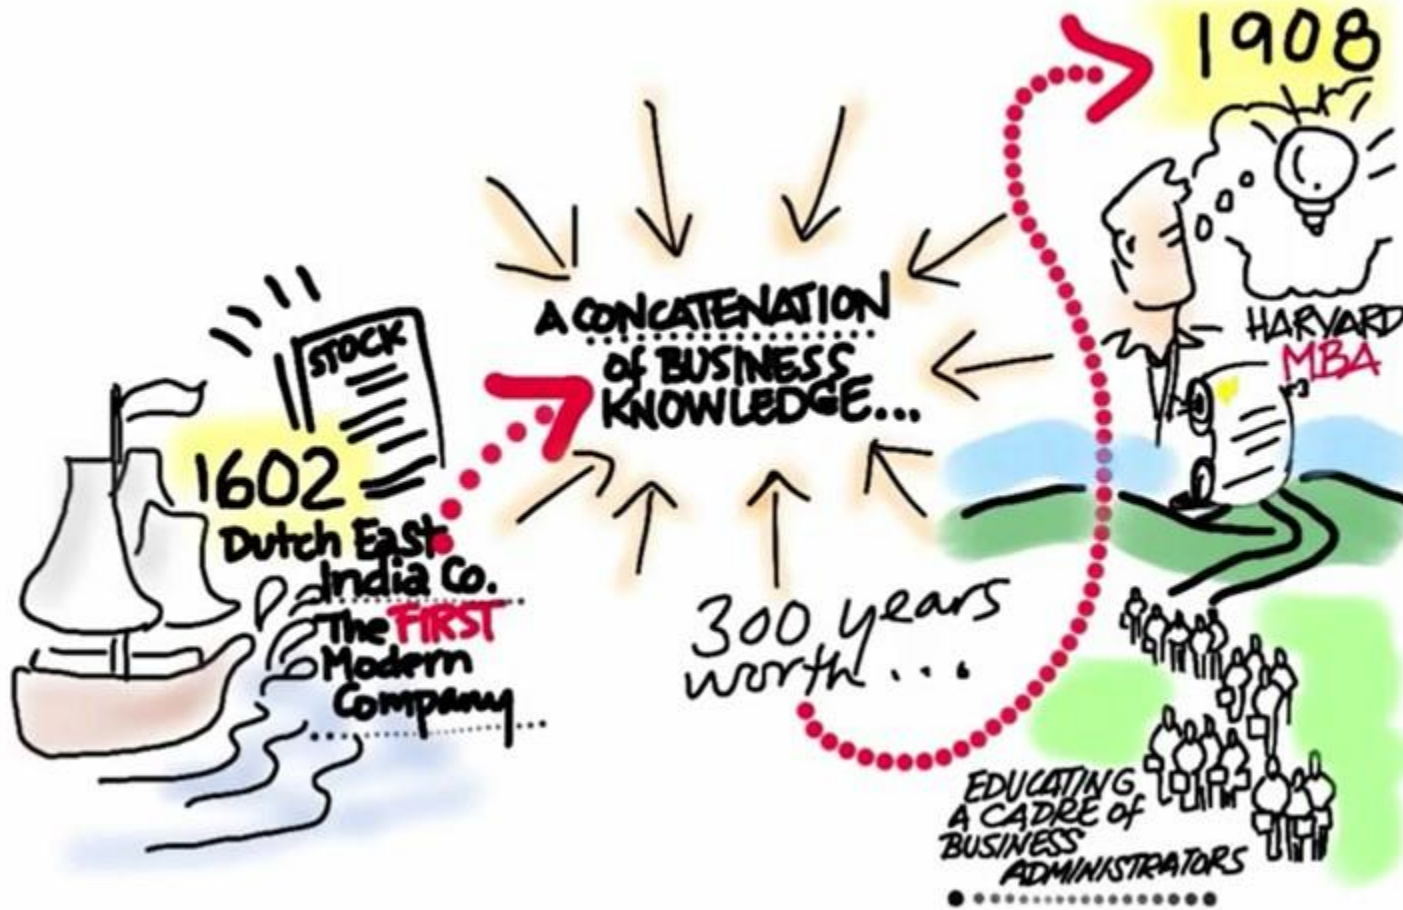 STOCK
1602
Dutch East
India Co.
The FIRST
Modern
Company
A CONCATENATION
of BUSINESS
KNOWLEDGE...
300 years
worth...
1908
HARVARD
MBA
EDUCATING
A CADRE of
BUSINESS
ADMINISTRATORS